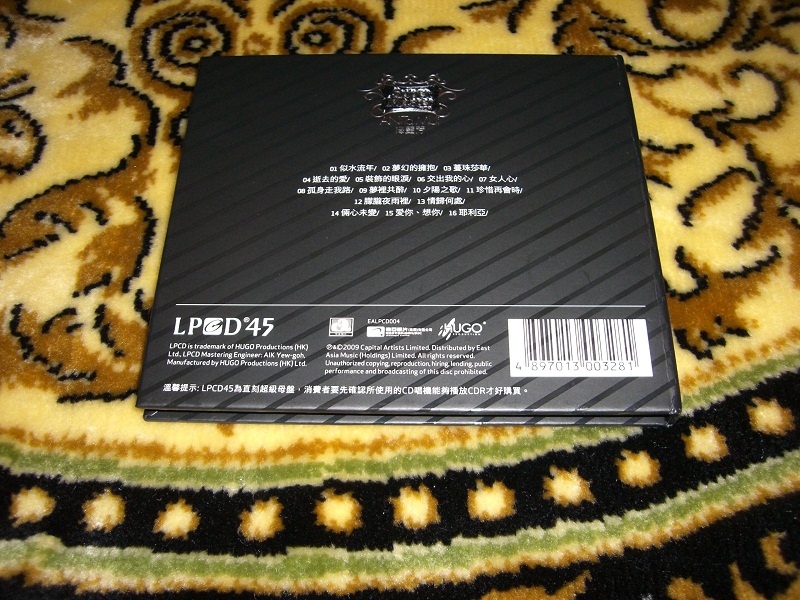 01 似水流年/ 02 夢幻的擁抱/ 03 蔓珠莎華/
04 逝去的愛/ 05 裝飾的眼淚/ 06 交出我的心/ 07 女人心/
08 孤身走我路/ 09 夢裡共醉/ 10 夕陽之歌/ 11 珍惜再會時/
12 朦朧夜雨裡/ 13 情歸何處/
14 倆心未變/ 15 愛你、想你/ 16 耶利亞/
LPCD®45
LPCD is trademark of HUGO Productions (HK)
Ltd., LPCD Mastering Engineer: AIK Yew-goh.
Manufactured by HUGO Productions (HK) Ltd.
EALPCD004
HUGO
℗&©2009 Capital Artists Limited. Distributed by East
Asia Music (Holdings) Limited. All rights reserved.
Unauthorized copying, reproduction, hiring, lending, public
performance and broadcasting of this disc prohibited.
4 897013 003281
溫馨提示: LPCD45為直刻超級母盤，消費者要先確認所使用的CD唱機能夠播放CDR才好購買。